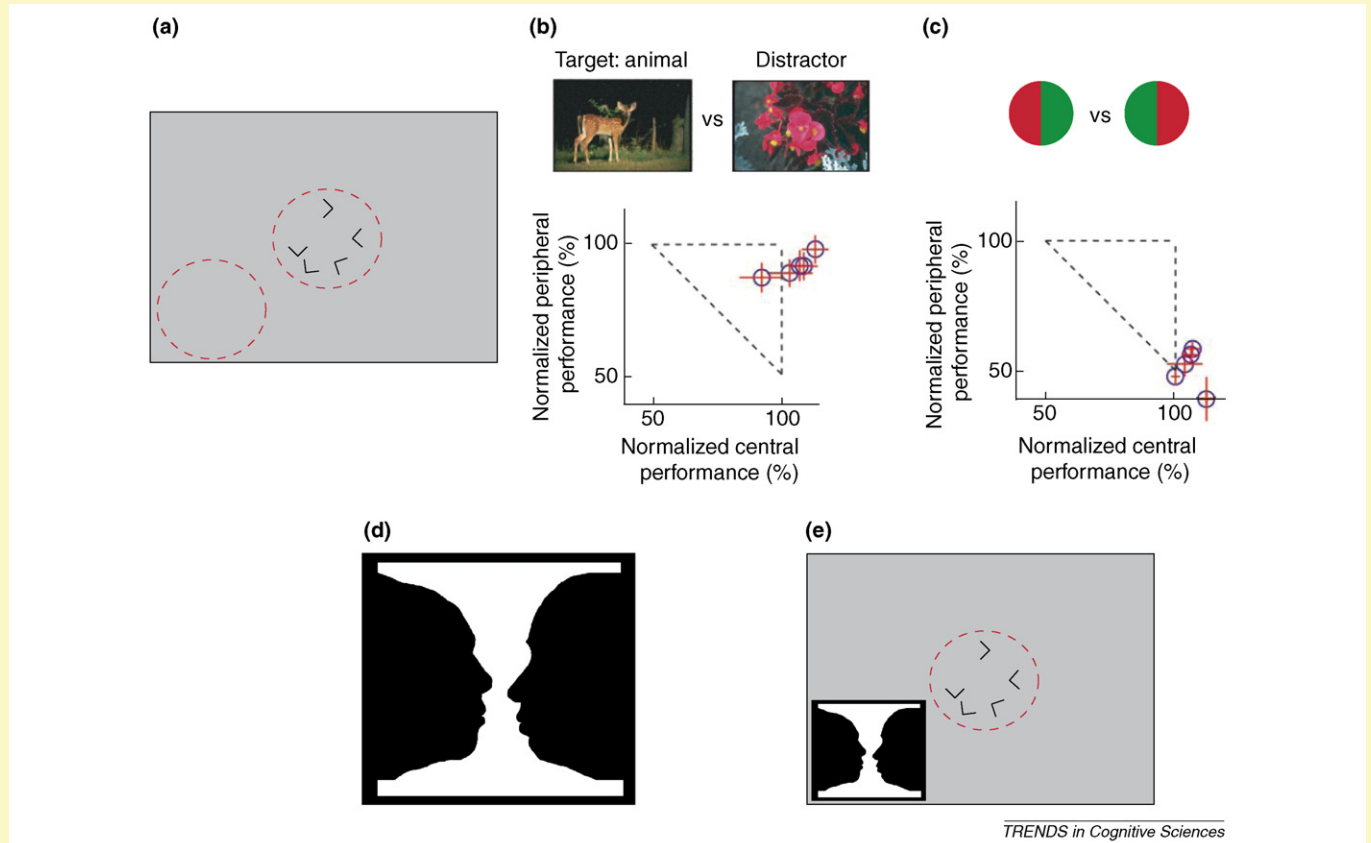 (a)
(b)
Target: animal
Distractor
vs
Normalized peripheral
performance (%)
100
50
50
100
Normalized central
performance (%)
(c)
vs
Normalized peripheral
performance (%)
100
50
50
100
Normalized central
performance (%)
(d)
(e)
TRENDS in Cognitive Sciences